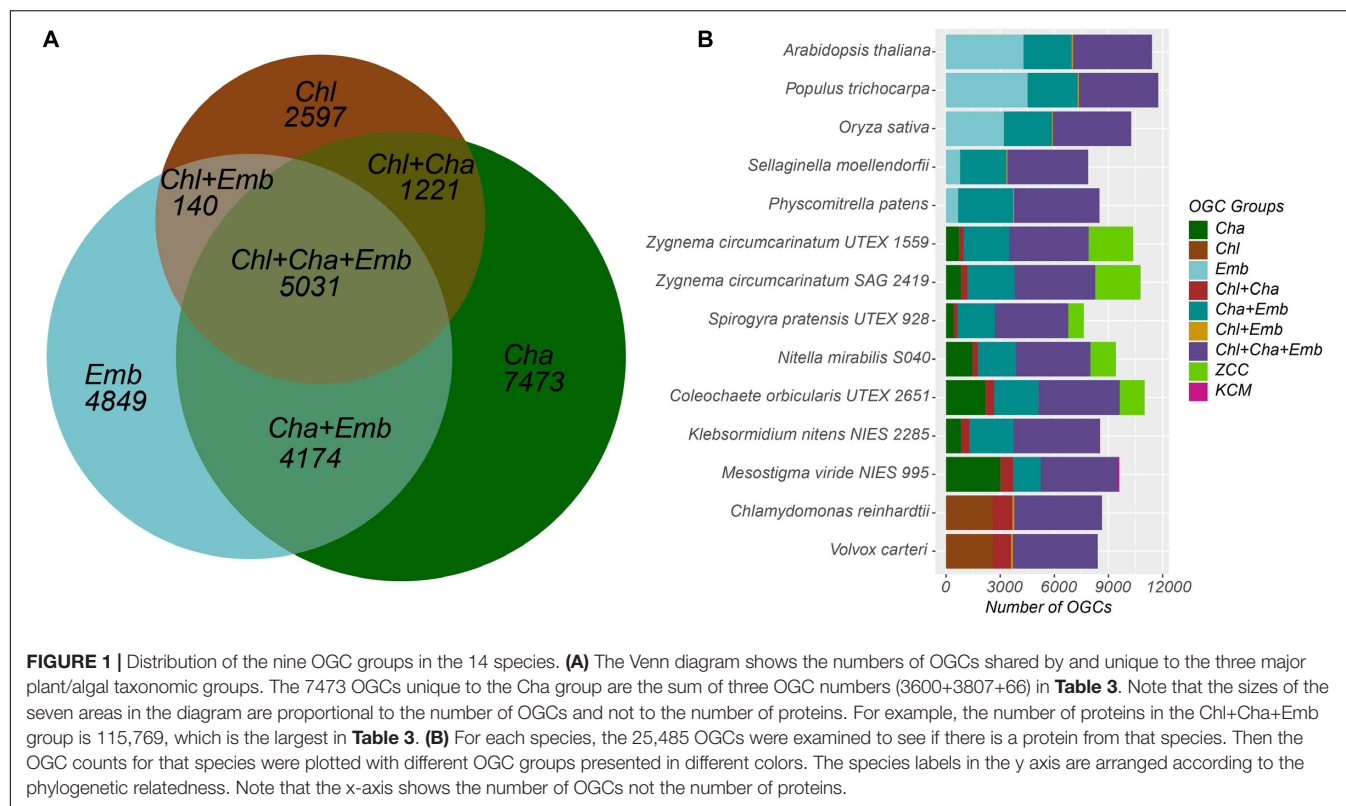 A
Chl
2597
Chl+Cha
1221
Chl+Emb
140
Chl+Cha+Emb
5031
Emb
4849
Cha
7473
Cha+Emb
4174
B
Arabidopsis thaliana
Populus trichocarpa
Oryza sativa
Sellaginella moellendorfii
Physcomitrella patens
Zygnema circumcarinatum UTEX 1559
Zygnema circumcarinatum SAG 2419
Spirogyra pratensis UTEX 928
Nitella mirabilis S040
Coleochaete orbicularis UTEX 2651
Klebsormidium nitens NIES 2285
Mesostigma viride NIES 995
Chlamydomonas reinhardtii
Volvox carteri
0 3000 6000 9000 12000
Number of OGCs
OGC Groups
Cha
Chl
Emb
Chl+Cha
Cha+Emb
Chl+Emb
Chl+Cha+Emb
ZCC
KCM
FIGURE 1 | Distribution of the nine OGC groups in the 14 species. (A) The Venn diagram shows the numbers of OGCs shared by and unique to the three major
plant/algal taxonomic groups. The 7473 OGCs unique to the Cha group are the sum of three OGC numbers (3600+3807+66) in Table 3. Note that the sizes of the
seven areas in the diagram are proportional to the number of OGCs and not to the number of proteins. For example, the number of proteins in the Chl+Cha+Emb
group is 115,769, which is the largest in Table 3. (B) For each species, the 25,485 OGCs were examined to see if there is a protein from that species. Then the
OGC counts for that species were plotted with different OGC groups presented in different colors. The species labels in the y axis are arranged according to the
phylogenetic relatedness. Note that the x-axis shows the number of OGCs not the number of proteins.